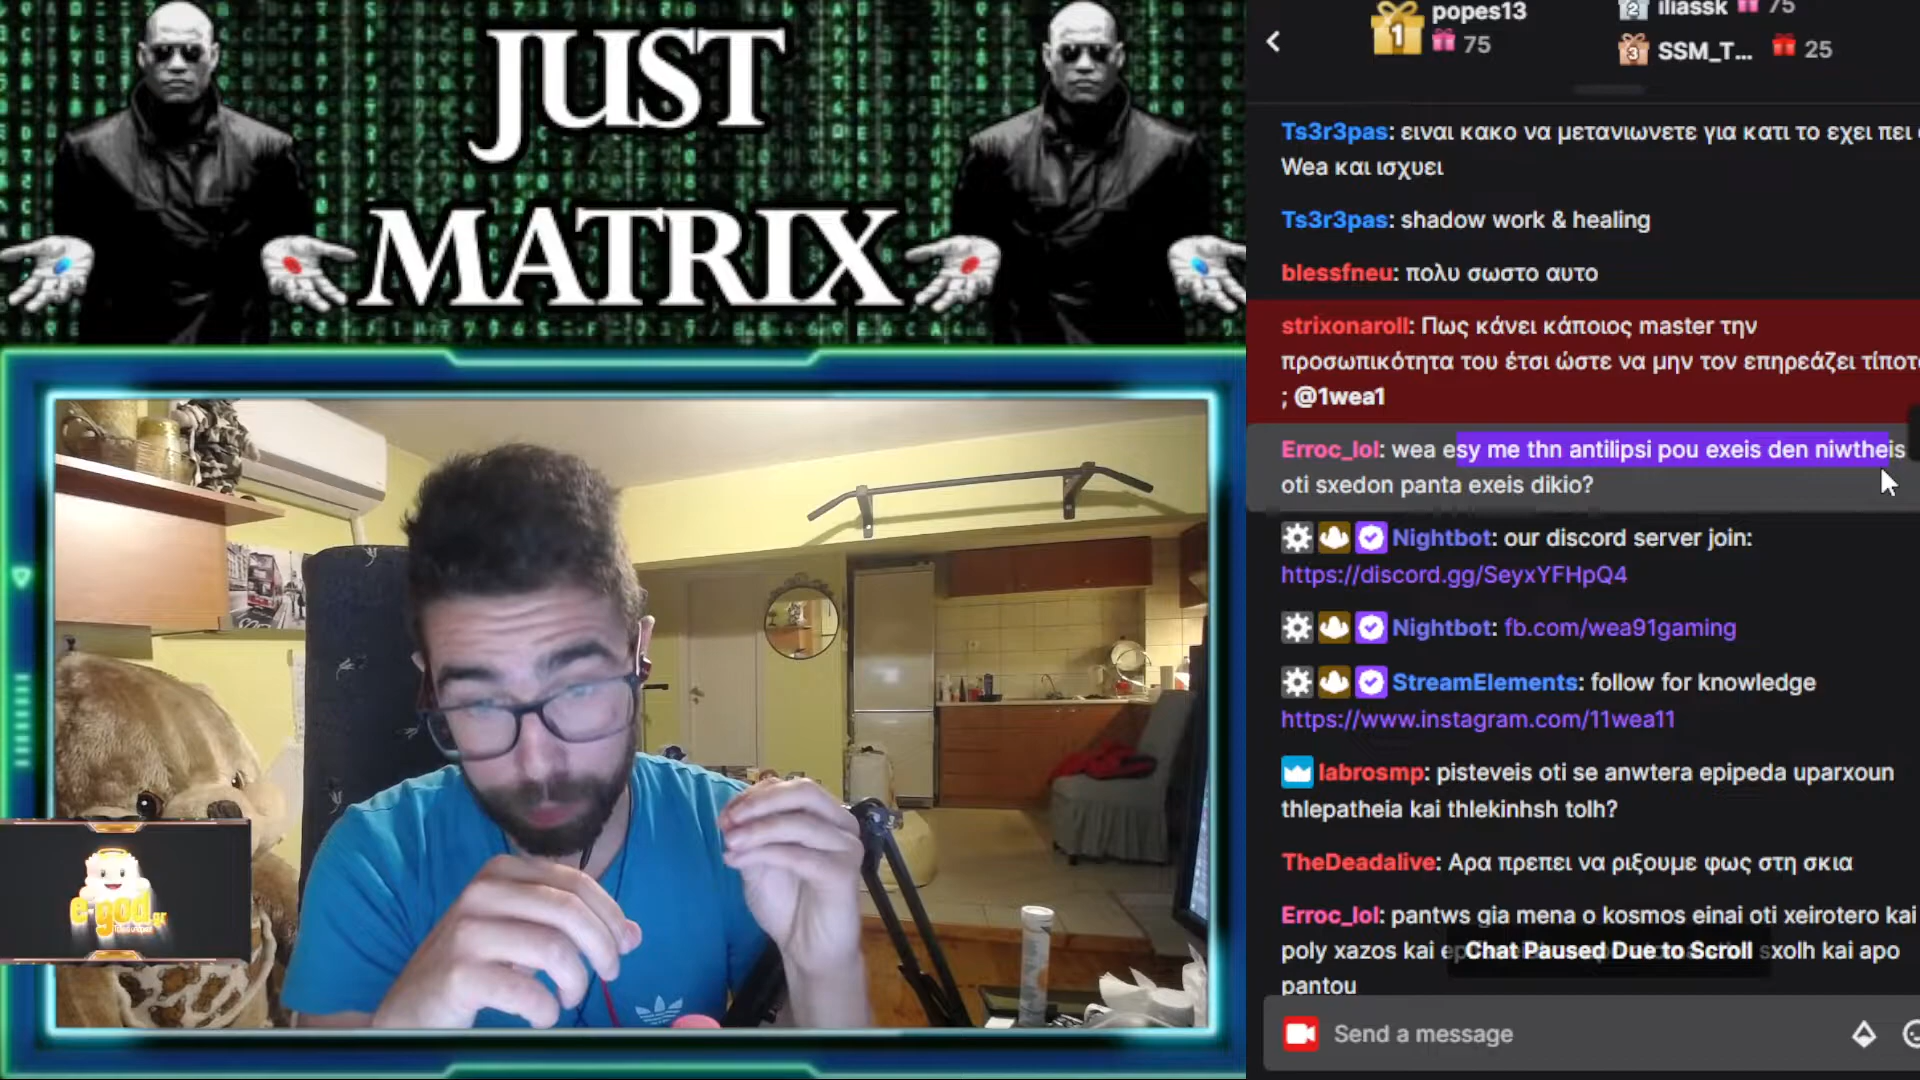 JUST
MATRIX
e-god.gr
popes13
75
iliassk 75
SSM_T... 25
Ts3r3pas: ειναι κακο να μετανιωνετε για κατι το εχει πει
Wea και ισχυει
Ts3r3pas: shadow work & healing
blessfneu: πολυ σωστο αυτο
strixonaroll: Πως κάνει κάποιος master την
προσωπικότητα του έτσι ώστε να μην τον επηρεάζει τίποτ
; @1wea1
Erroc_lol: wea esy me thn antilipsi pou exeis den niwtheis
oti sxedon panta exeis dikio?
Nightbot: our discord server join:
https://discord.gg/SeyxYFHpQ4
Nightbot: fb.com/wea91gaming
StreamElements: follow for knowledge
https://www.instagram.com/11wea11
labrosmp: pisteveis oti se anwtera epipeda uparxoun
thlepatheia kai thlekinhsh tolh?
TheDeadalive: Αρα πρεπει να ριξουμε φως στη σκια
Erroc_lol: pantws gia mena o kosmos einai oti xeirotero kai
poly xazos kai sxolh kai apo
Chat Paused Due to Scroll
pantou
Send a message